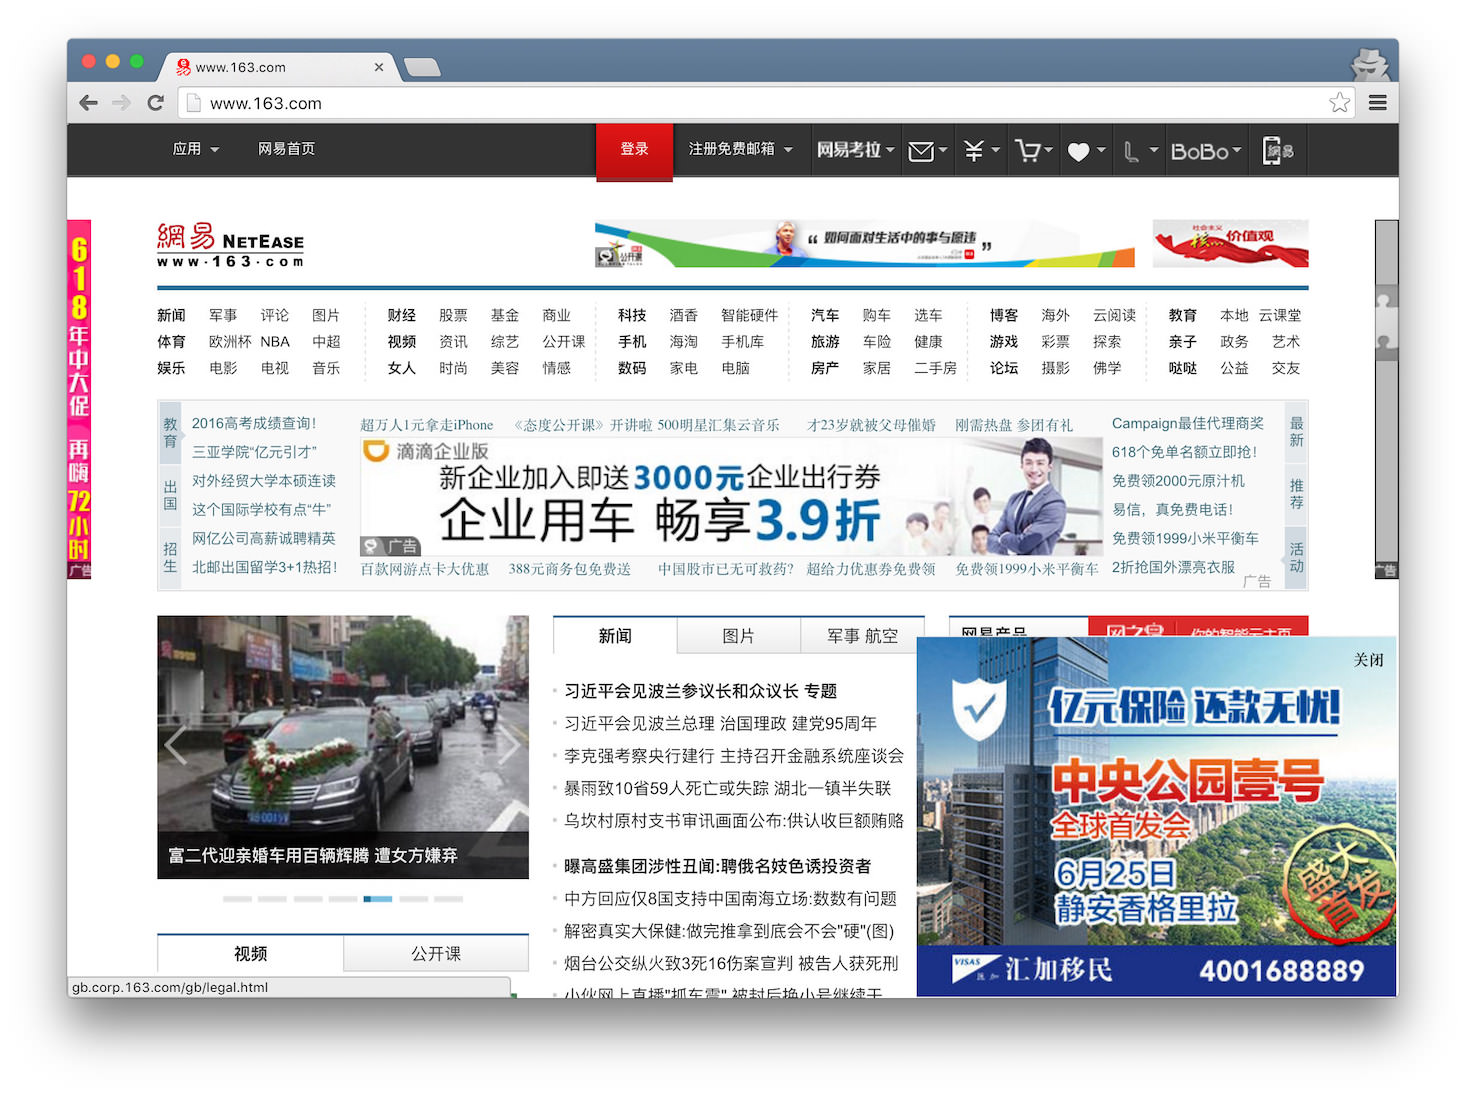 www.163.com
www.163.com
应用 网易首页 登录 注册免费邮箱 网易考拉 BoBo
網易 NETEASE
www.163.com
“如何面对生活中的事与愿违”
公开课
社会主义
核心价值观
618年中大促 再嗨72小时
广告
广告
新闻 军事 评论 图片 财经 股票 基金 商业 科技 酒香 智能硬件 汽车 购车 选车 博客 海外 云阅读 教育 本地 云课堂
体育 欧洲杯 NBA 中超 视频 资讯 综艺 公开课 手机 海淘 手机库 旅游 车险 健康 游戏 彩票 探索 亲子 政务 艺术
娱乐 电影 电视 音乐 女人 时尚 美容 情感 数码 家电 电脑 房产 家居 二手房 论坛 摄影 佛学 哒哒 公益 交友
教育
出国
招生
2016高考成绩查询!
三亚学院“亿元引才”
对外经贸大学本硕连读
这个国际学校有点“牛”
网亿公司高薪诚聘精英
北邮出国留学3+1热招!
超万人1元拿走iPhone 《态度公开课》开讲啦 500明星汇集云音乐 才23岁就被父母催婚 刚需热盘 参团有礼
滴滴企业版
新企业加入即送3000元企业出行券
企业用车 畅享3.9折
广告
百款网游点卡大优惠 388元商务包免费送 中国股市已无可救药? 超给力优惠券免费领 免费领1999小米平衡车
Campaign最佳代理商奖
618个免单名额立即抢!
免费领2000元原汁机
易信，真免费电话!
免费领1999小米平衡车
2折抢国外漂亮衣服
广告
最新
推荐
活动
富二代迎亲婚车用百辆辉腾 遭女方嫌弃
视频 公开课
新闻 图片 军事 航空
习近平会见波兰参议长和众议长 专题
习近平会见波兰总理 治国理政 建党95周年
李克强考察央行建行 主持召开金融系统座谈会
暴雨致10省59人死亡或失踪 湖北一镇半失联
乌坎村原村支书审讯画面公布:供认收巨额贿赂
曝高盛集团涉性丑闻:聘俄名妓色诱投资者
中方回应仅8国支持中国南海立场:数数有问题
解密真实大保健:做完推拿到底会不会"硬"(图)
烟台公交纵火致3死16伤案宣判 被告人获死刑
小伙网上直播"抓车震" 被封后换小号继续干
网易产品
你的智能云主页
关闭
亿元保险 还款无忧!
中央公园壹号
全球首发会
6月25日
静安香格里拉
盛大首发
VISAS 汇加移民 4001688889
gb.corp.163.com/gb/legal.html